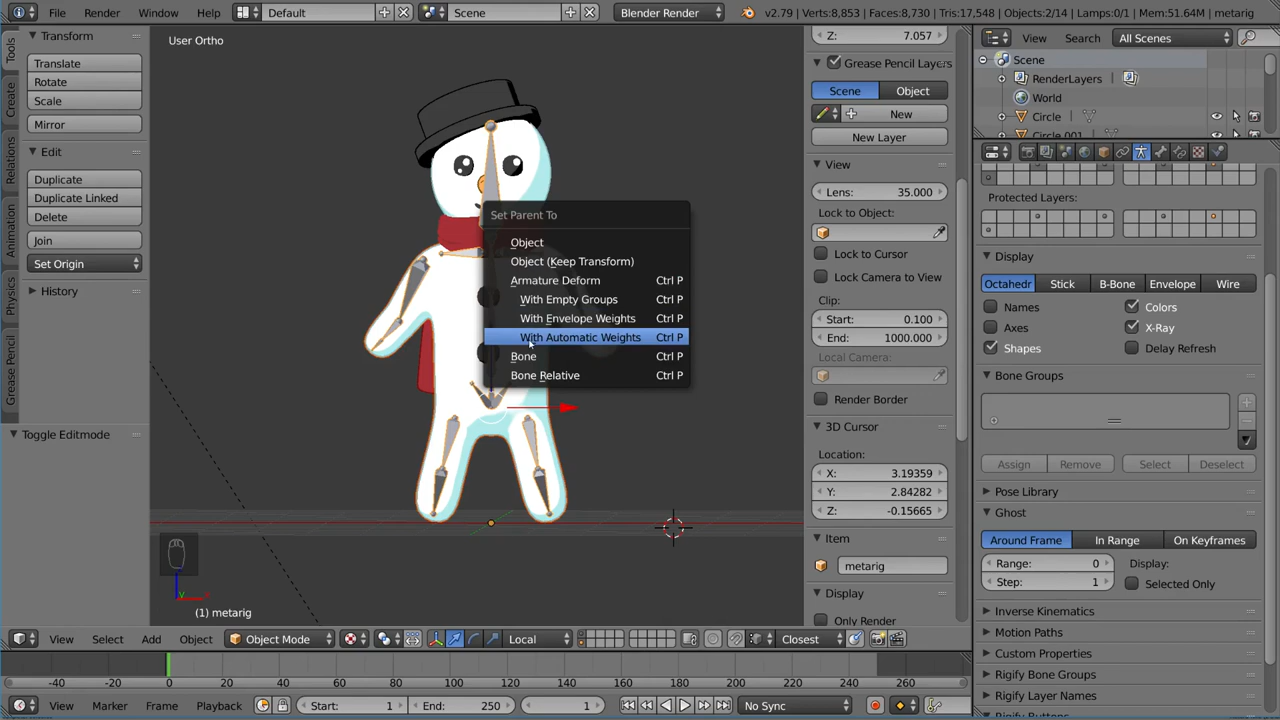 File Render Window Help Default Scene Blender Render v2.79 | Verts:8,853 | Faces:8,730 | Tris:17,548 | Objects:2/14 | Lamps:0/1 | Mem:51.64M | metarig
Tools
Create
Relations
Animation
Physics
Grease Pencil
Transform
Translate
Rotate
Scale
Mirror
Edit
Duplicate
Duplicate Linked
Delete
Join
Set Origin
History
Toggle Editmode
User Ortho
Set Parent To
Object
Object (Keep Transform)
Armature Deform Ctrl P
With Empty Groups Ctrl P
With Envelope Weights Ctrl P
With Automatic Weights Ctrl P
Bone Ctrl P
Bone Relative Ctrl P
(1) metarig
Z: 7.057
Grease Pencil Layers
Scene Object
New
New Layer
View
Lens: 35.000
Lock to Object:
Lock to Cursor
Lock Camera to View
Clip:
Start: 0.100
End: 1000.000
Local Camera:
Render Border
3D Cursor
Location:
X: 3.19359
Y: 2.84282
Z: -0.15665
Item
metarig
Display
Only Render
View Search All Scenes
Scene
RenderLayers
World
Circle
Circle.001
Protected Layers:
Display
Octahedr Stick B-Bone Envelope Wire
Names Colors
Axes X-Ray
Shapes Delay Refresh
Bone Groups
Assign Remove Select Deselect
Pose Library
Ghost
Around Frame In Range On Keyframes
Range: 0 Display:
Step: 1 Selected Only
Inverse Kinematics
Motion Paths
Custom Properties
Rigify Bone Groups
Rigify Layer Names
Rigify Buttons
View Select Add Object Object Mode Local Closest
-40 -20 0 20 40 60 80 100 120 140 160 180 200 220 240 260
View Marker Frame Playback Start: 1 End: 250 1 No Sync